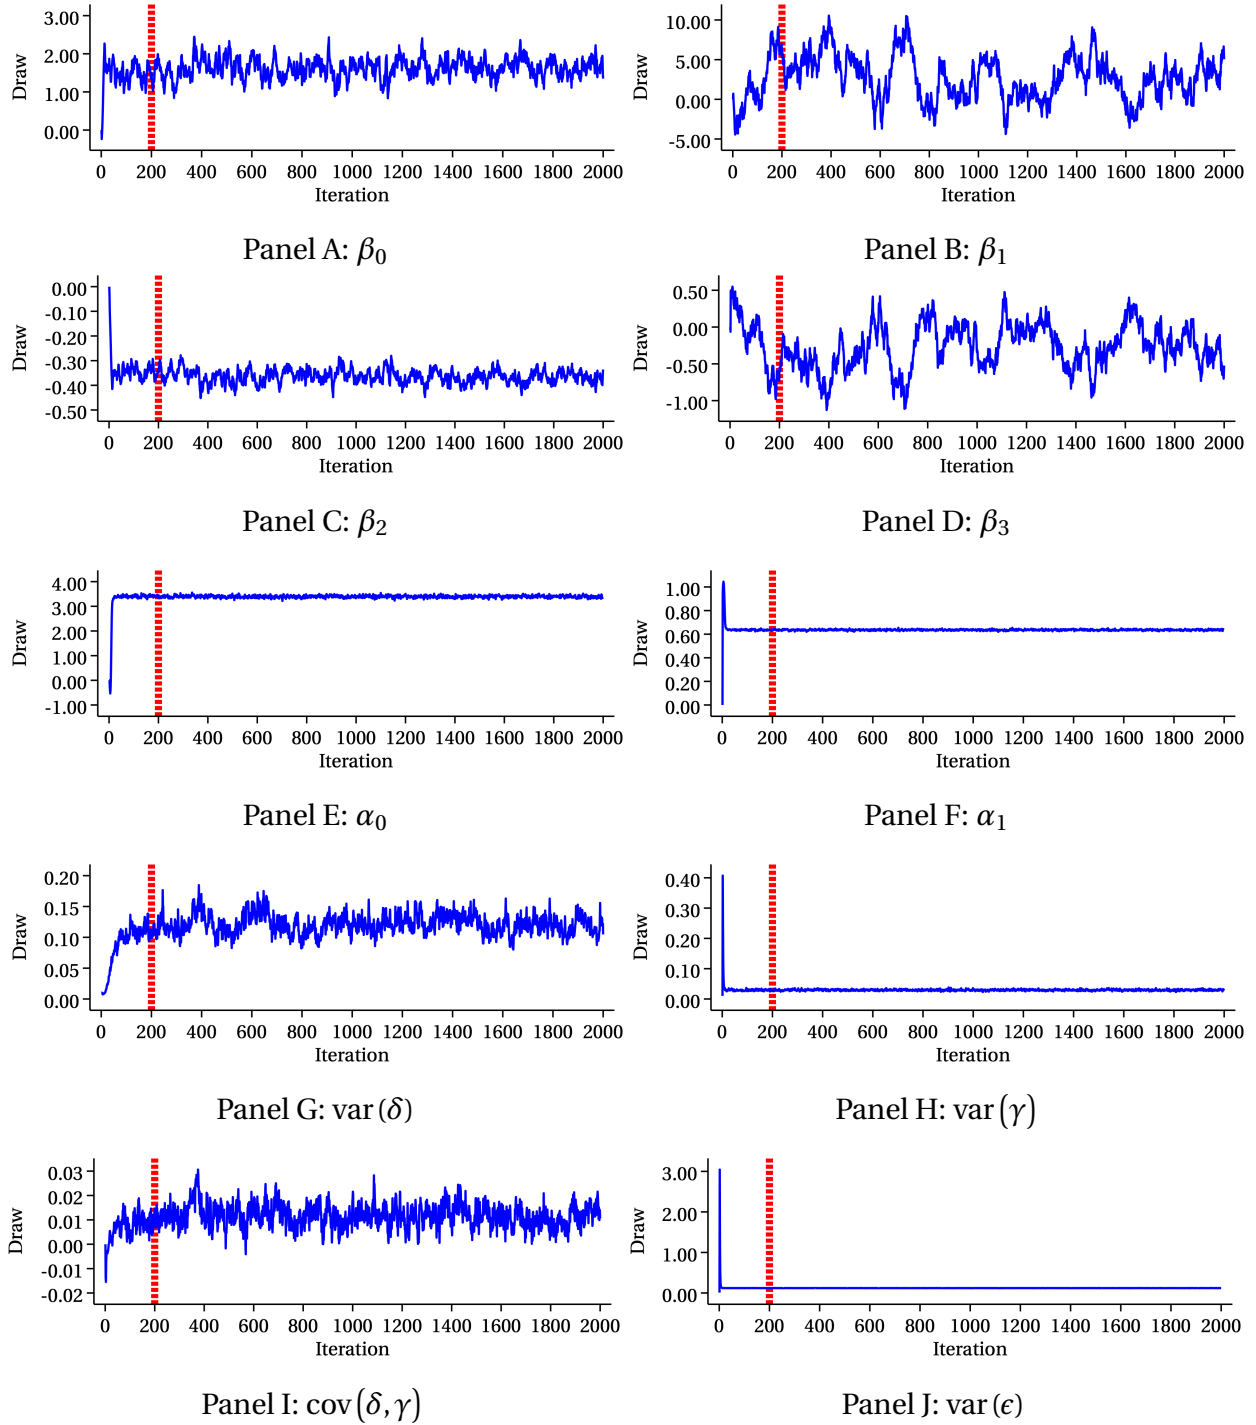 3.00
2.00
1.00
0.00
Draw
0 200 400 600 800 1000 1200 1400 1600 1800 2000
Iteration
Panel A: β₀
10.00
5.00
0.00
-5.00
Draw
0 200 400 600 800 1000 1200 1400 1600 1800 2000
Iteration
Panel B: β₁
0.00
-0.10
-0.20
-0.30
-0.40
-0.50
Draw
0 200 400 600 800 1000 1200 1400 1600 1800 2000
Iteration
Panel C: β₂
0.50
0.00
-0.50
-1.00
Draw
0 200 400 600 800 1000 1200 1400 1600 1800 2000
Iteration
Panel D: β₃
4.00
3.00
2.00
1.00
0.00
-1.00
Draw
0 200 400 600 800 1000 1200 1400 1600 1800 2000
Iteration
Panel E: α₀
1.00
0.80
0.60
0.40
0.20
0.00
Draw
0 200 400 600 800 1000 1200 1400 1600 1800 2000
Iteration
Panel F: α₁
0.20
0.15
0.10
0.05
0.00
Draw
0 200 400 600 800 1000 1200 1400 1600 1800 2000
Iteration
Panel G: var(δ)
0.40
0.30
0.20
0.10
0.00
Draw
0 200 400 600 800 1000 1200 1400 1600 1800 2000
Iteration
Panel H: var(γ)
0.03
0.02
0.01
0.00
-0.01
-0.02
Draw
0 200 400 600 800 1000 1200 1400 1600 1800 2000
Iteration
Panel I: cov(δ,γ)
3.00
2.00
1.00
0.00
Draw
0 200 400 600 800 1000 1200 1400 1600 1800 2000
Iteration
Panel J: var(ϵ)